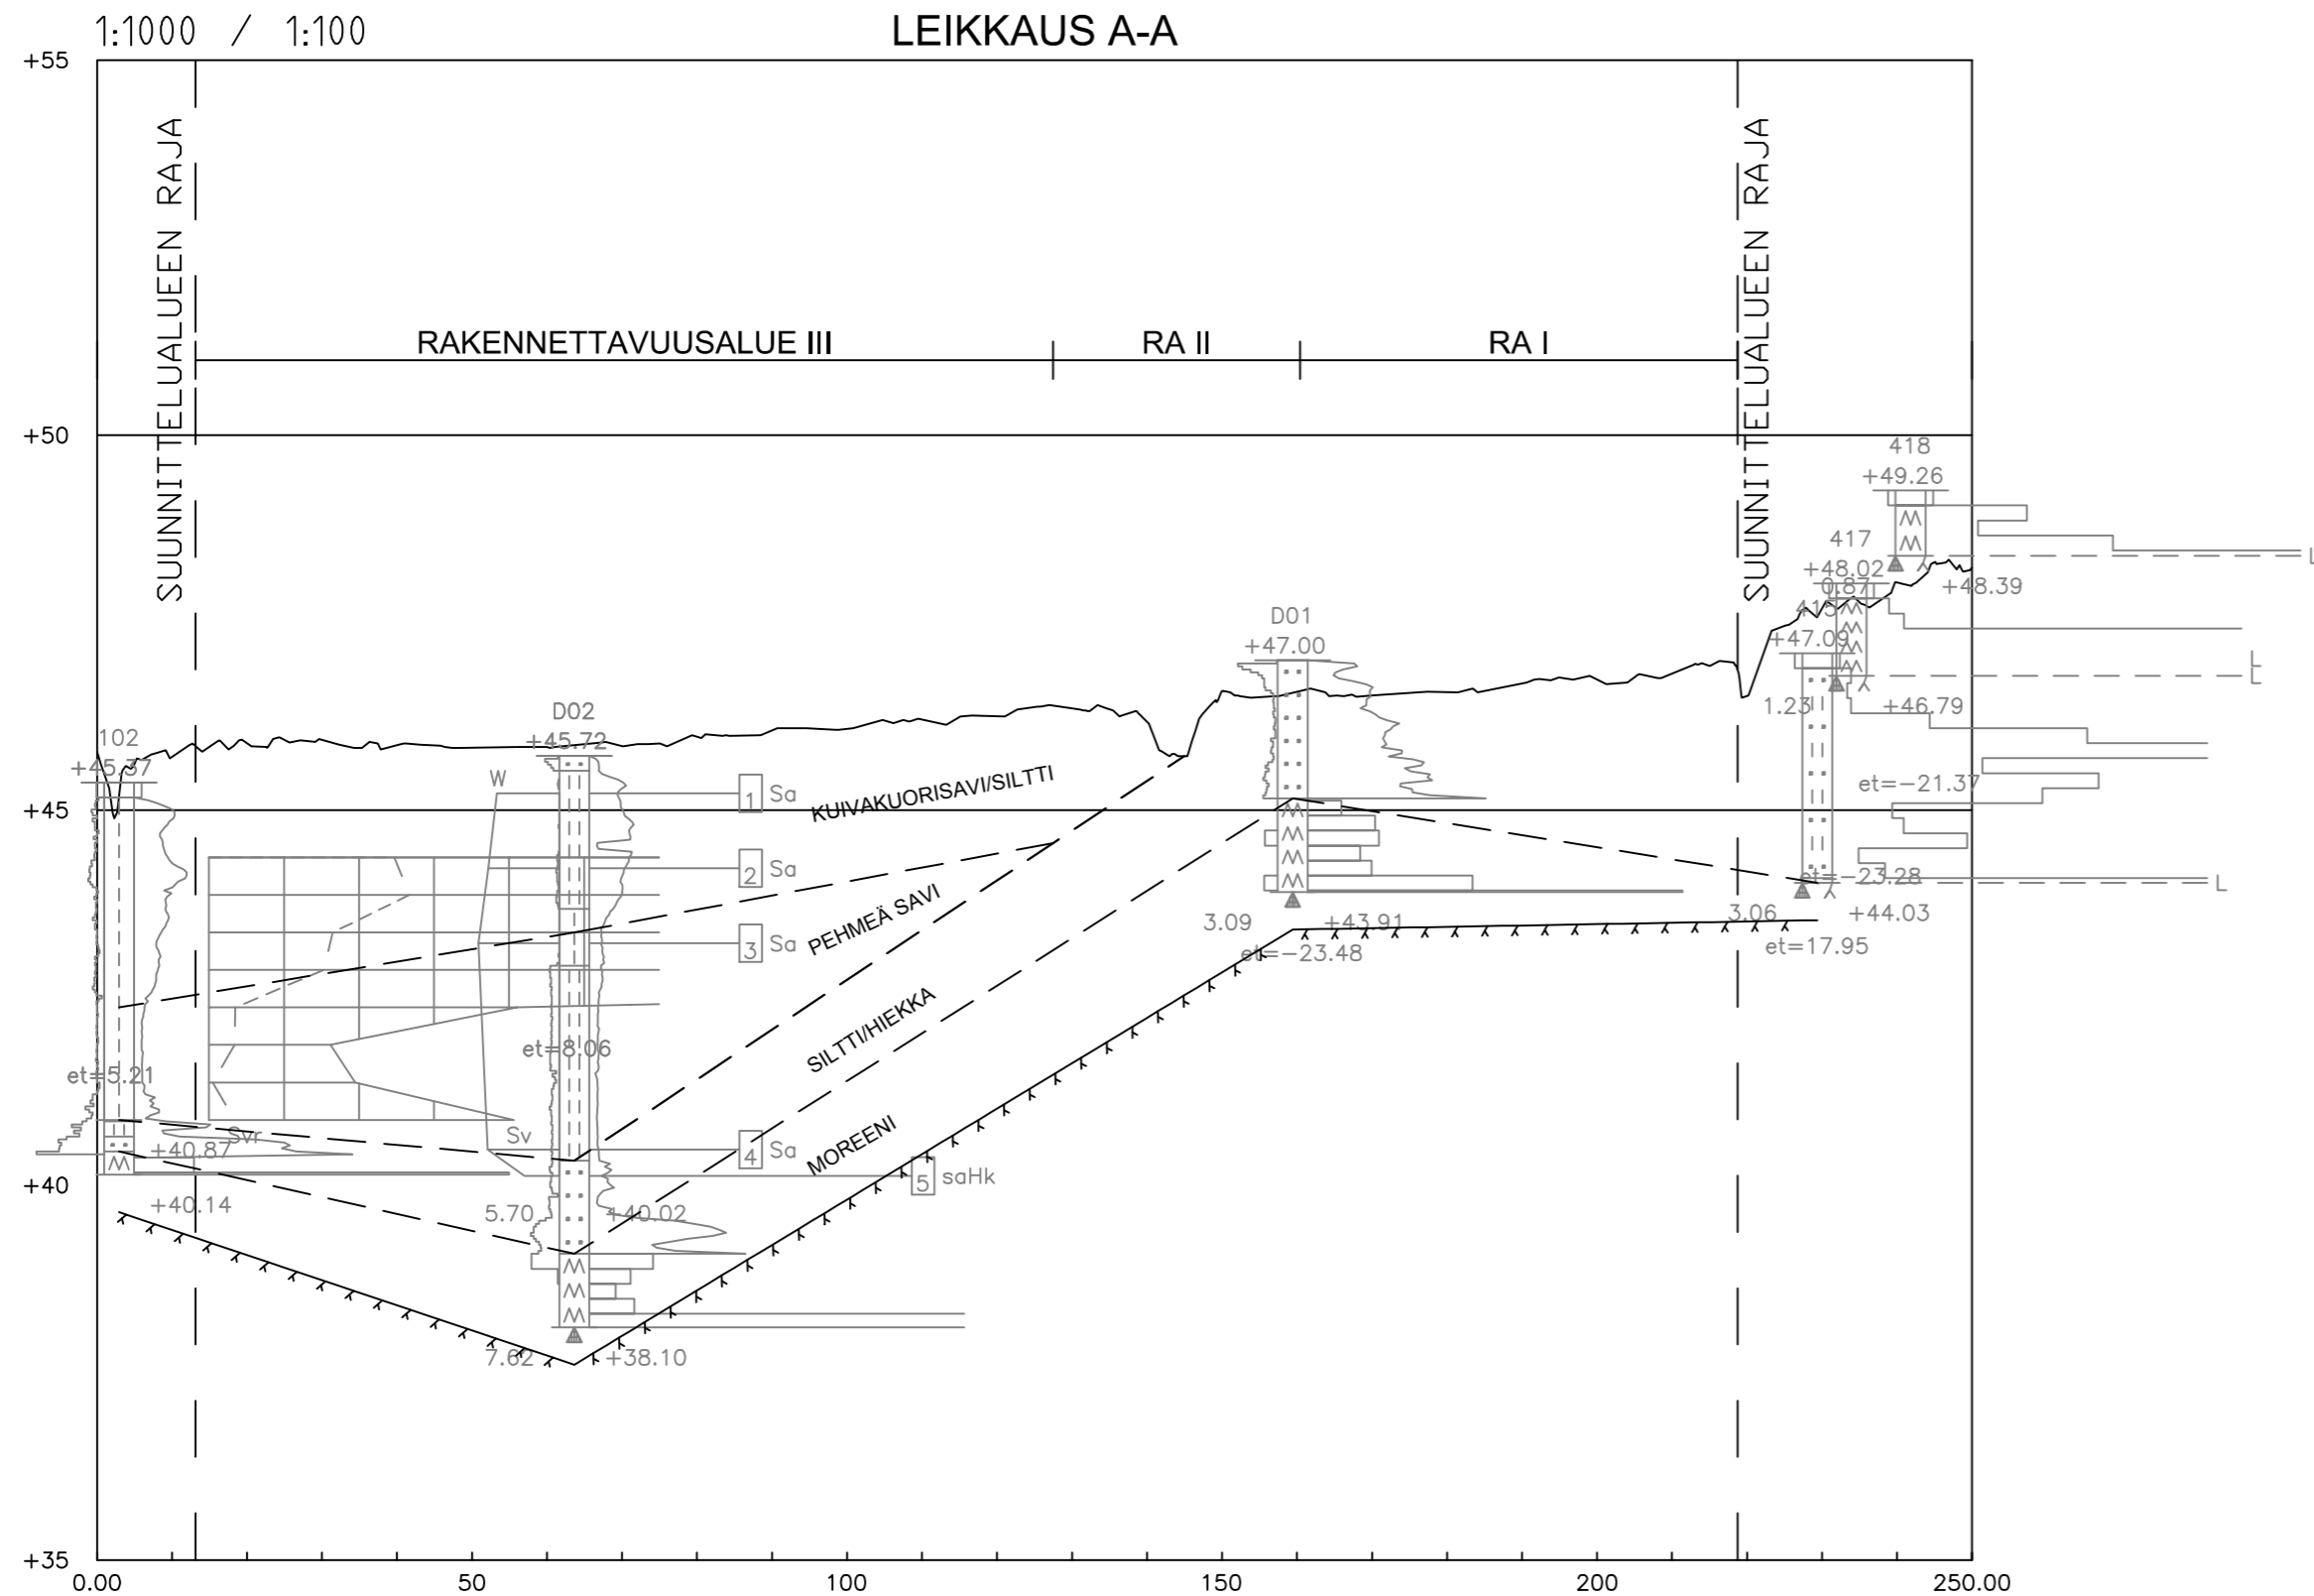 1:1000 / 1:100
LEIKKAUS A-A
+55
SUUNNITTELUALUEEN RAJA
SUUNNITTELUALUEEN RAJA
RAKENNETTAVUUSALUE III
RA II
RA I
+50
418
+49.26
417
+48.02
0.87
+48.39
415
+47.09
D01
+47.00
1.23
+46.79
D02
+45.72
102
+45.37
W
1 Sa
KUIVAKUORISAVI/SILTTI
et=-21.37
+45
2 Sa
et=-23.28
PEHMEÄ SAVI
3.09
+43.91
3.06
+44.03
3 Sa
et=-23.48
et=17.95
L
L
L
L
SILTTI/HIEKKA
et=8.06
et=5.21
Svr
Sv
+40.87
4 Sa
MOREENI
5 saHk
+40
+40.14
5.70
+40.02
7.62
+38.10
+35
0.00
50
100
150
200
250.00